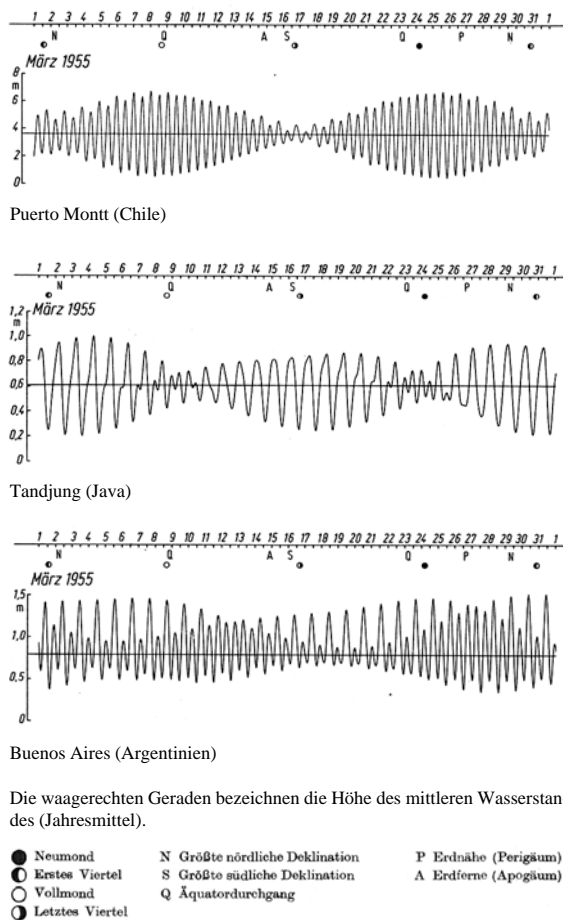 1 2 3 4 5 6 7 8 9 10 11 12 13 14 15 16 17 18 19 20 21 22 23 24 25 26 27 28 29 30 31 1
N Q A S Q P N
März 1955
8
m
6
4
2
0
Puerto Montt (Chile)
1 2 3 4 5 6 7 8 9 10 11 12 13 14 15 16 17 18 19 20 21 22 23 24 25 26 27 28 29 30 31 1
N Q A S Q P N
1,2
März 1955
m
1,0
0,8
0,6
0,4
0,2
0
Tandjung (Java)
1 2 3 4 5 6 7 8 9 10 11 12 13 14 15 16 17 18 19 20 21 22 23 24 25 26 27 28 29 30 31 1
N Q A S Q P N
März 1955
1,5
m
1,0
0,5
0
Buenos Aires (Argentinien)
Die waagerechten Geraden bezeichnen die Höhe des mittleren Wasserstan
des (Jahresmittel).
Neumond N Größte nördliche Deklination P Erdnähe (Perigäum)
Erstes Viertel S Größte südliche Deklination A Erdferne (Apogäum)
Vollmond Q Äquatordurchgang
Letztes Viertel